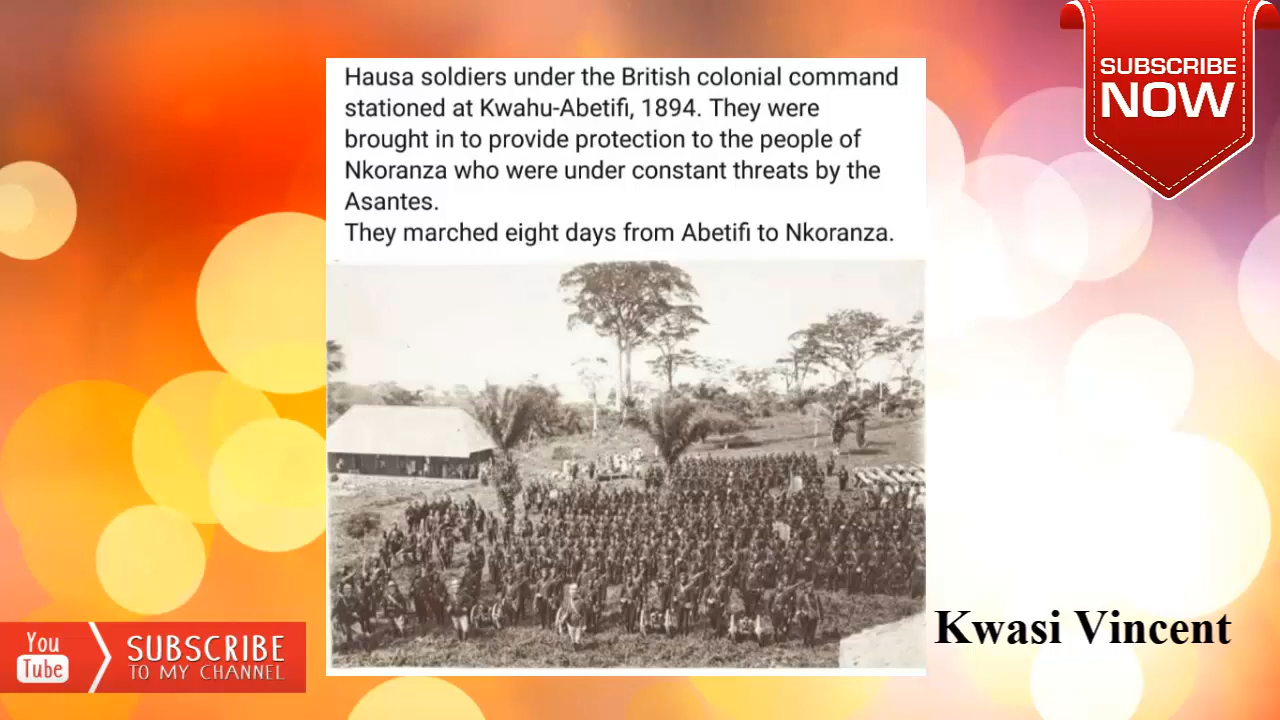 Hausa soldiers under the British colonial command
stationed at Kwahu-Abetifi, 1894. They were
brought in to provide protection to the people of
Nkoranza who were under constant threats by the
Asantes.
They marched eight days from Abetifi to Nkoranza.
SUBSCRIBE
NOW
Kwasi Vincent
You
Tube
SUBSCRIBE
TO MY CHANNEL